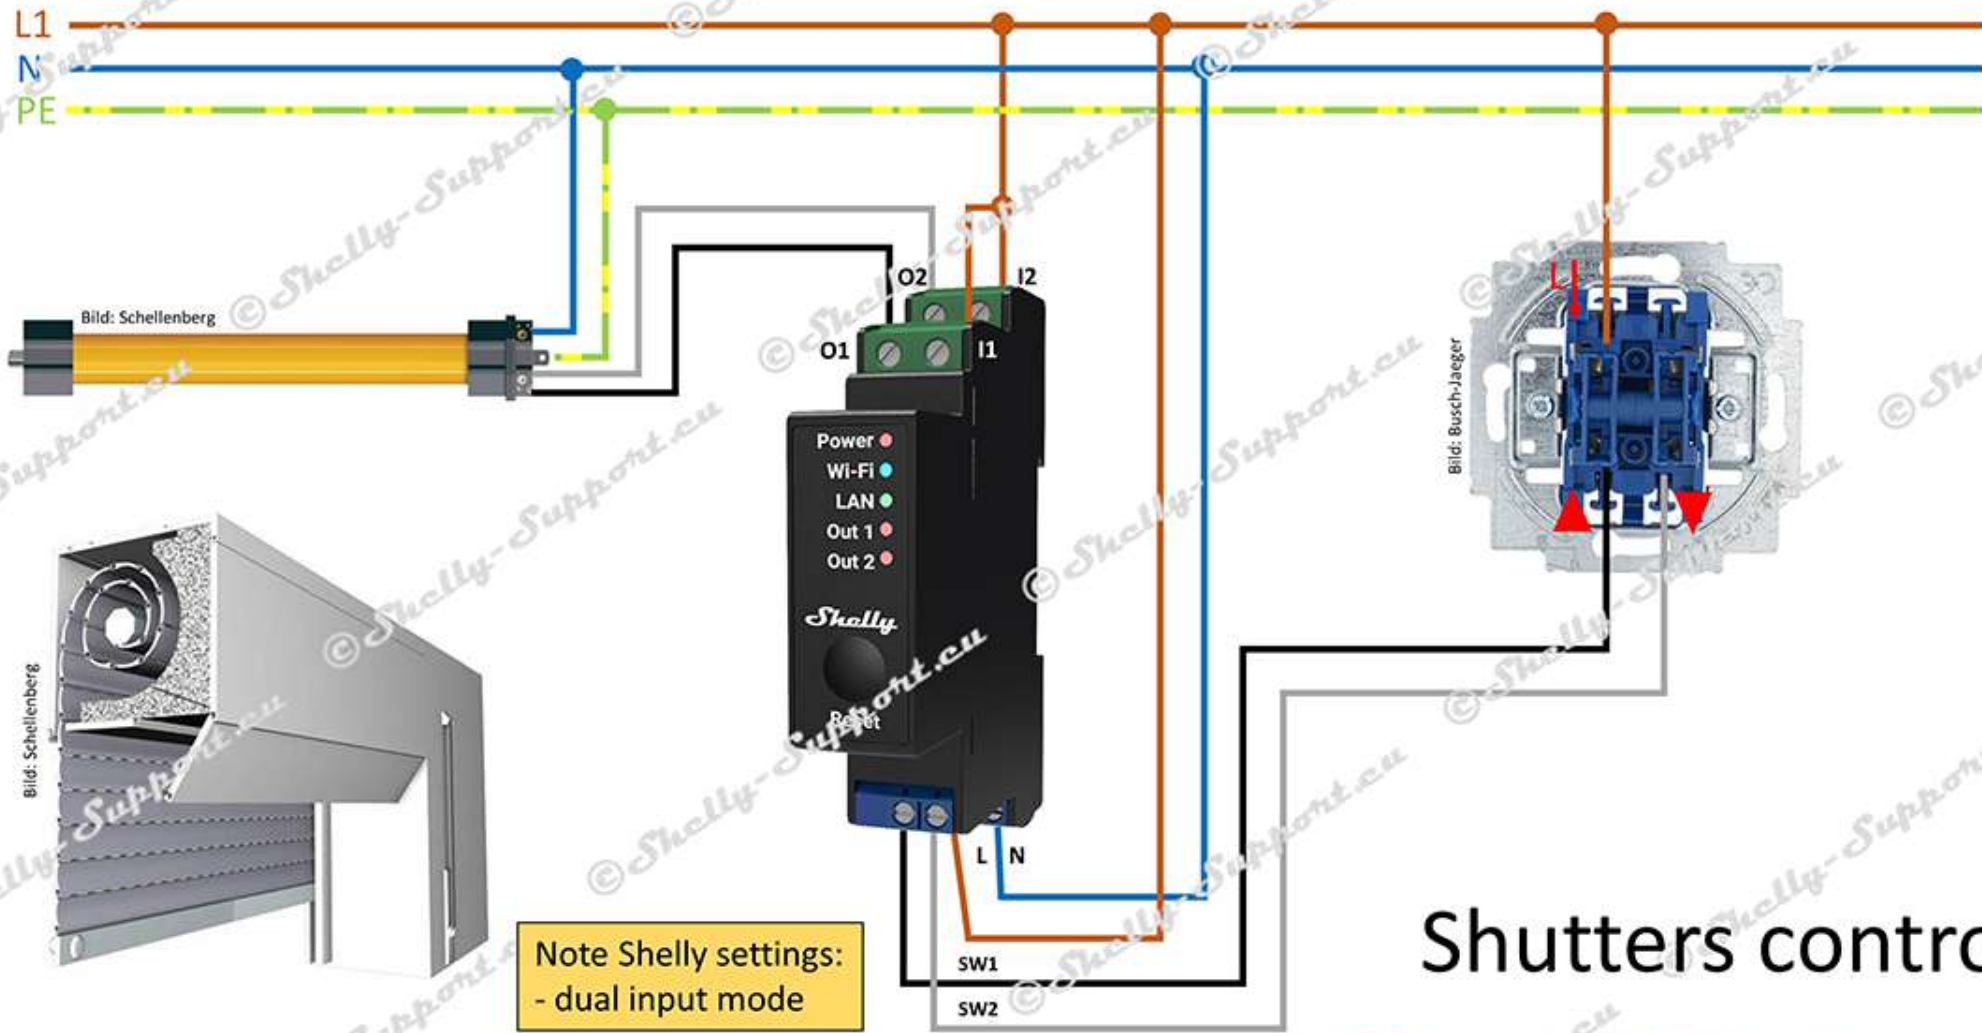 L1
N
PE
Bild: Schellenberg
O2
I2
O1
I1
L
Bild: Busch-Jaeger
Power
Wi-Fi
LAN
Out 1
Out 2
Shelly
Reset
Bild: Schellenberg
L
N
Note Shelly settings:
- dual input mode
SW1
SW2
Shutters contro
© Shelly-Support.eu